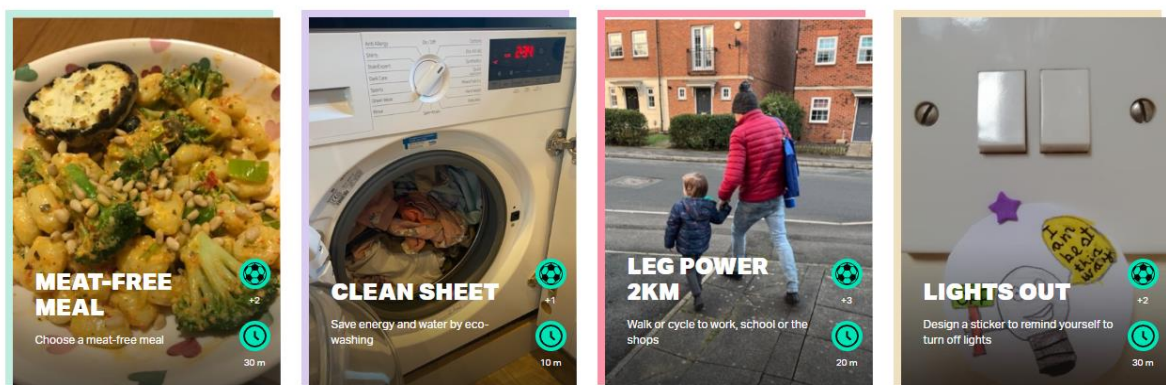 MEAT-FREE
MEAL
Choose a meat-free meal
+2
30 m
CLEAN SHEET
Save energy and water by eco-
washing
+1
10 m
LEG POWER
2KM
Walk or cycle to work, school or the
shops
+3
20 m
LIGHTS OUT
Design a sticker to remind yourself to
turn off lights
+2
30 m
I am
best
this
way